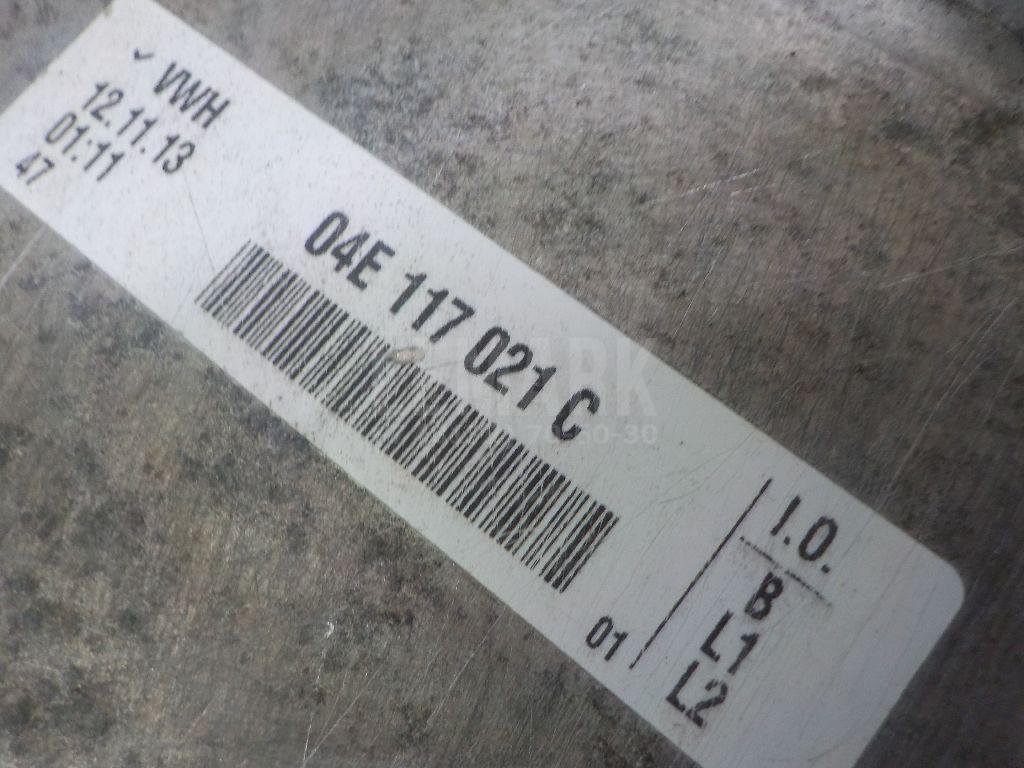 ✓ VWH
12.11.13
01:11
47
04E 117 021 C
01
I.O.
B
L1
L2